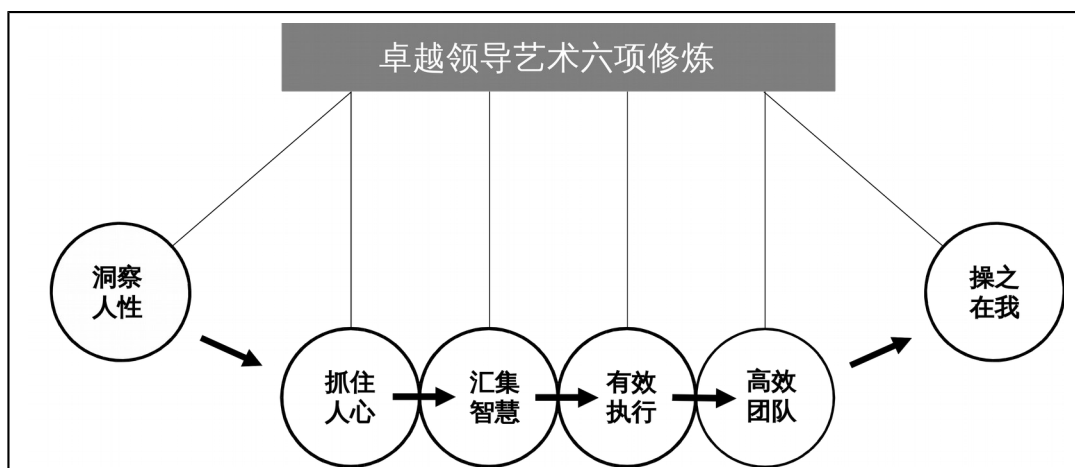 卓越领导艺术六项修炼
洞察
人性
抓住
人心
汇集
智慧
有效
执行
高效
团队
操之
在我